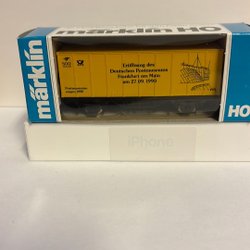 märklin
märklin HO
Eröffnung des
Deutschen Postmuseums
Frankfurt am Main
am 27.09.1990
HO
iPhone